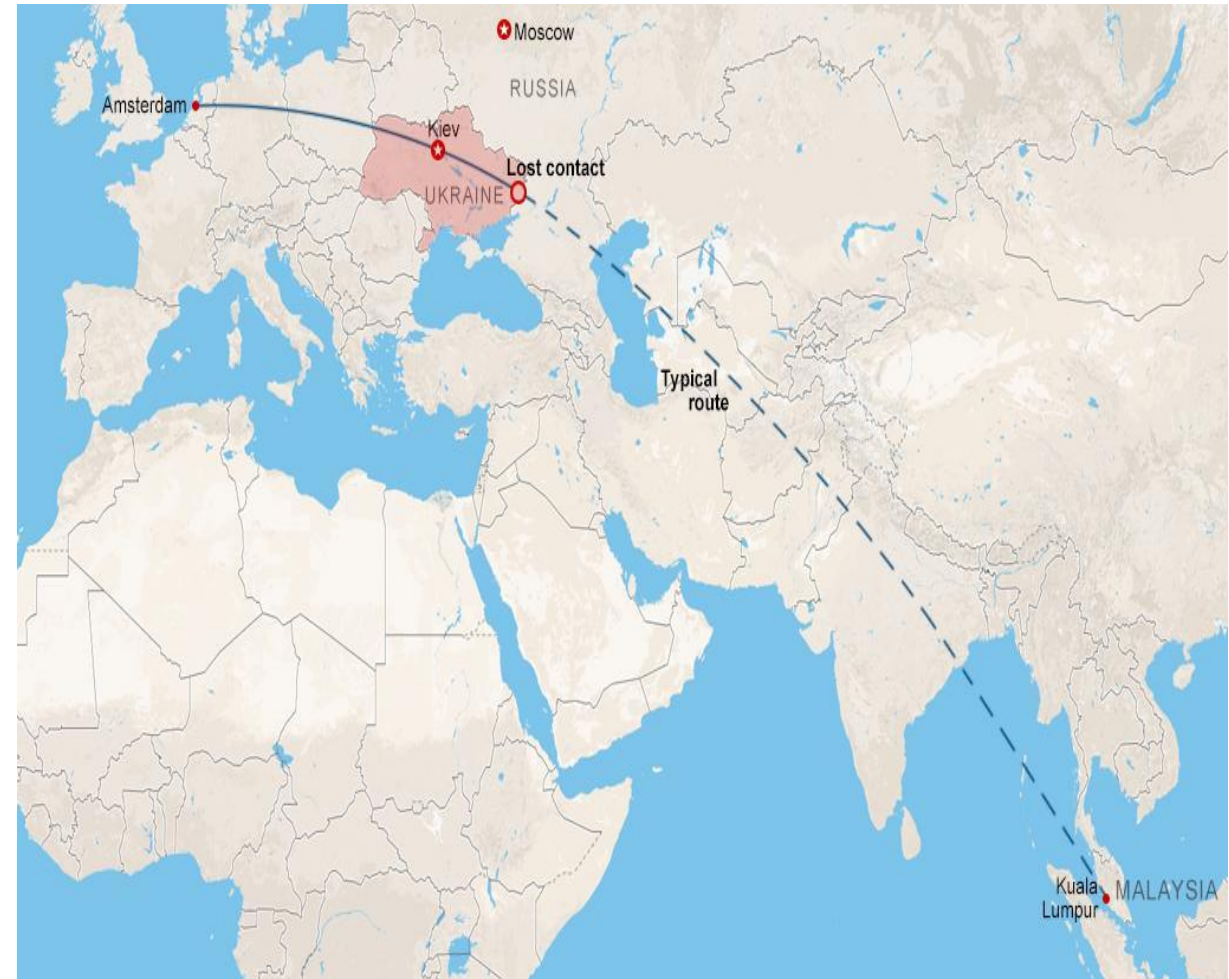 Moscow
RUSSIA
Amsterdam
Kiev
Lost contact
UKRAINE
Typical
route
Kuala
Lumpur
MALAYSIA